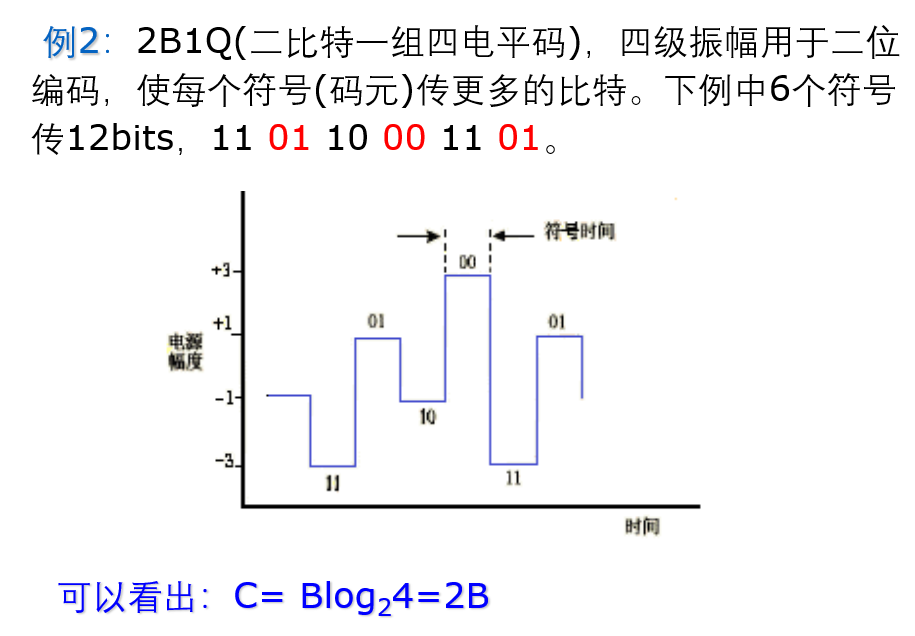 例2：2B1Q(二比特一组四电平码)，四级振幅用于二位
编码，使每个符号(码元)传更多的比特。下例中6个符号
传12bits，11 01 10 00 11 01。
符号时间
00
+3
01
01
+1
电源
幅度
-1
10
-3
11
11
时间
可以看出：C= Blog₂4=2B